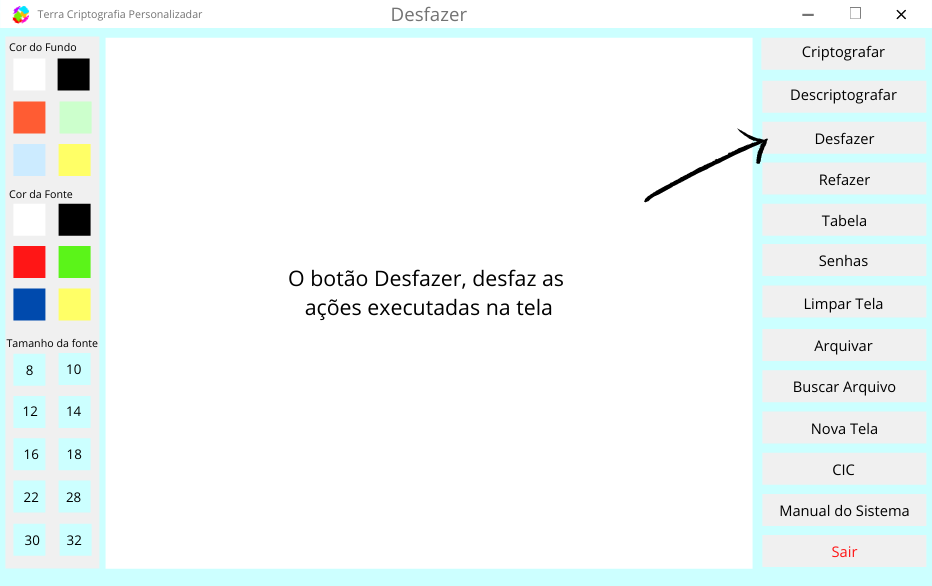 Terra Criptografia Personalizadar
Desfazer
Cor do Fundo
Cor da Fonte
Tamanho da fonte
8 10
12 14
16 18
22 28
30 32
O botão Desfazer, desfaz as
ações executadas na tela
Criptografar
Descriptografar
Desfazer
Refazer
Tabela
Senhas
Limpar Tela
Arquivar
Buscar Arquivo
Nova Tela
CIC
Manual do Sistema
Sair